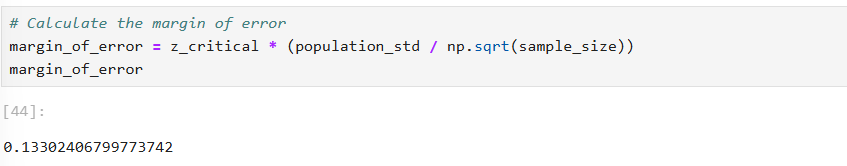 # Calculate the margin of error
margin_of_error = z_critical * (population_std / np.sqrt(sample_size))
margin_of_error
[44]:
0.13302406799773742